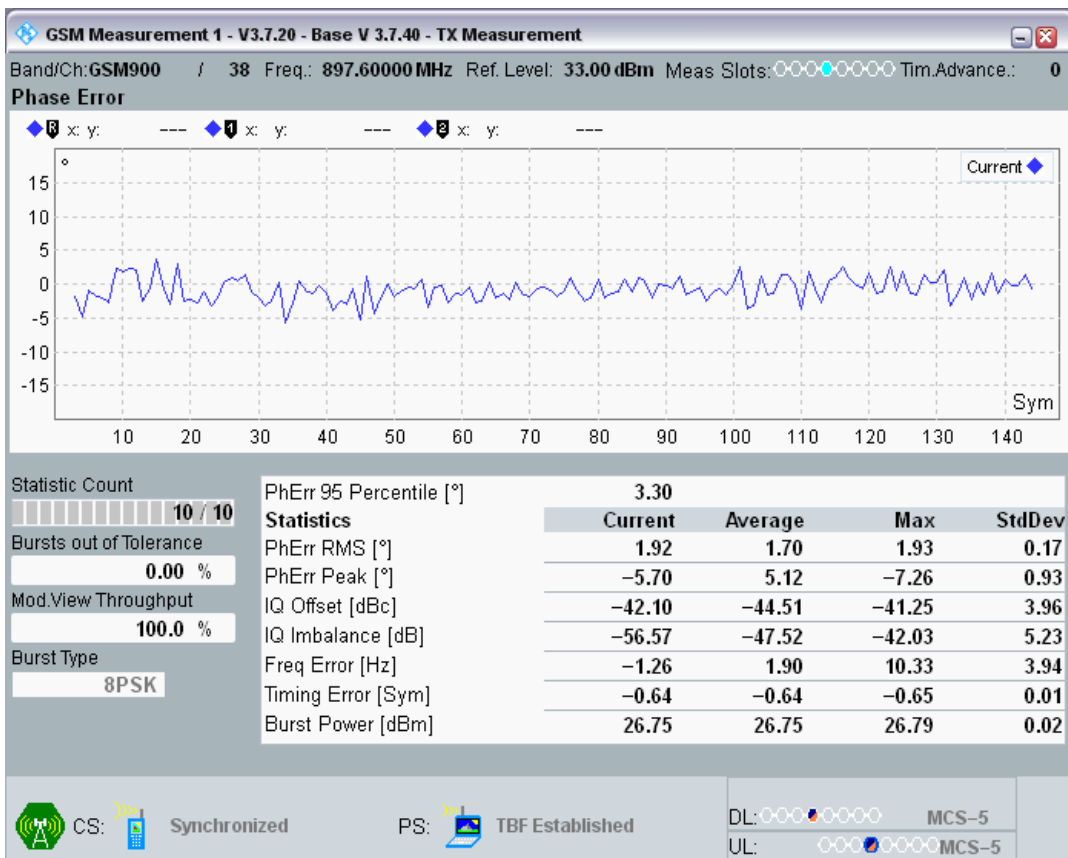 GSM Measurement 1 - V3.7.20 - Base V 3.7.40 - TX Measurement
Band/Ch:GSM900 / 38 Freq.: 897.60000 MHz Ref. Level: 33.00 dBm Meas Slots: Tim.Advance.: 0
Phase Error
R x: y: --- 1 x: y: --- 2 x: y: ---
°
Current
15
10
5
0
-5
-10
-15
Sym
10 20 30 40 50 60 70 80 90 100 110 120 130 140
Statistic Count
10 / 10
Bursts out of Tolerance
0.00 %
Mod.View Throughput
100.0 %
Burst Type
8PSK
PhErr 95 Percentile [°] 3.30
Statistics Current Average Max StdDev
PhErr RMS [°] 1.92 1.70 1.93 0.17
PhErr Peak [°] −5.70 5.12 −7.26 0.93
IQ Offset [dBc] −42.10 −44.51 −41.25 3.96
IQ Imbalance [dB] −56.57 −47.52 −42.03 5.23
Freq Error [Hz] −1.26 1.90 10.33 3.94
Timing Error [Sym] −0.64 −0.64 −0.65 0.01
Burst Power [dBm] 26.75 26.75 26.79 0.02
CS: Synchronized PS: TBF Established
DL: MCS−5
UL: MCS−5